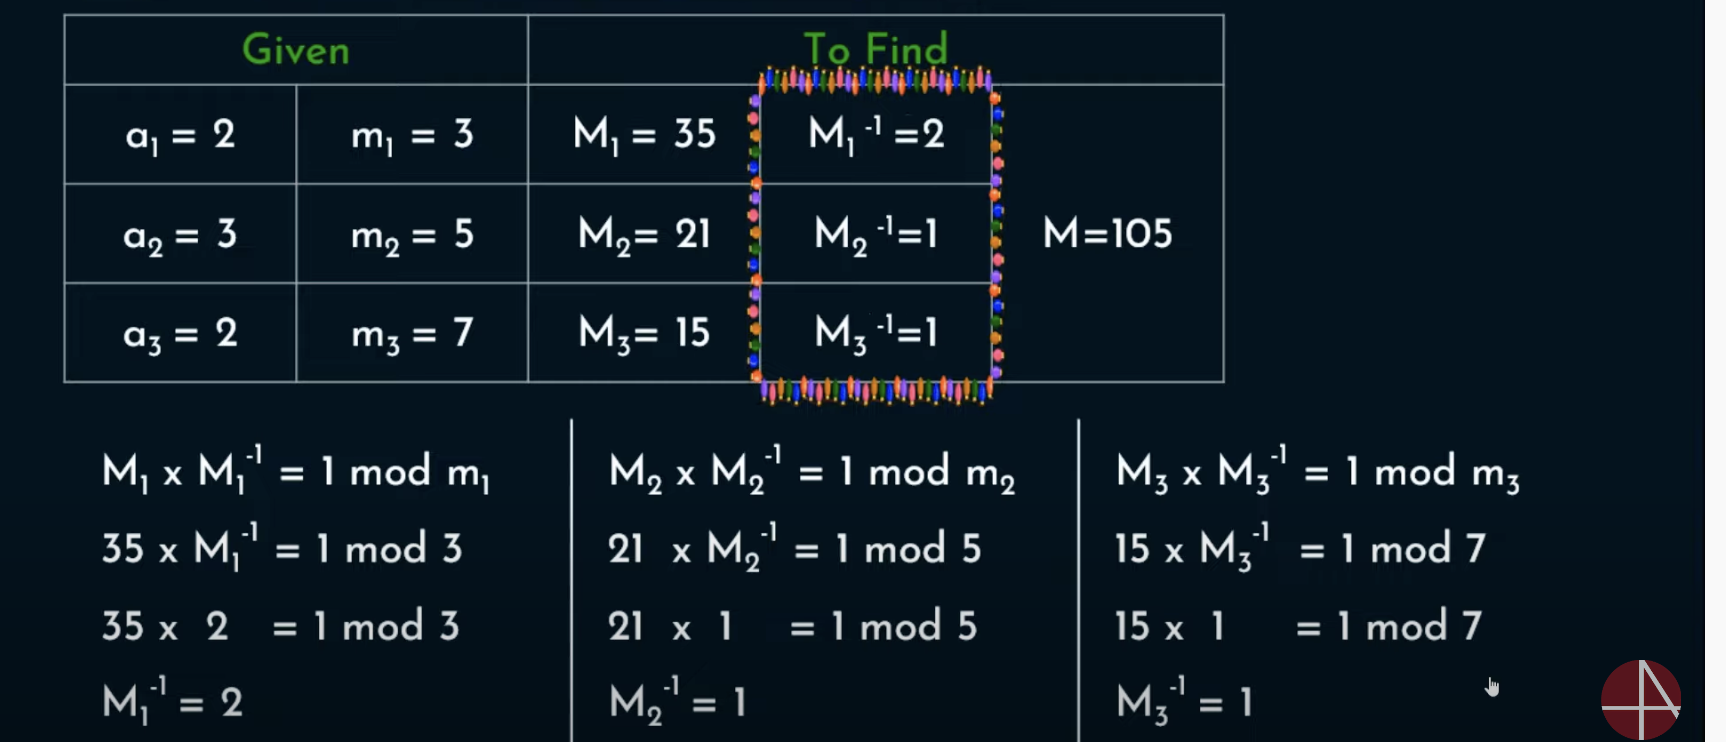 Given To Find
a₁ = 2 m₁ = 3 M₁ = 35 M₁⁻¹ =2
a₂ = 3 m₂ = 5 M₂= 21 M₂⁻¹=1 M=105
a₃ = 2 m₃ = 7 M₃= 15 M₃⁻¹=1
M₁ x M₁⁻¹ = 1 mod m₁
35 x M₁⁻¹ = 1 mod 3
35 x 2 = 1 mod 3
M₁⁻¹ = 2
M₂ x M₂⁻¹ = 1 mod m₂
21 x M₂⁻¹ = 1 mod 5
21 x 1 = 1 mod 5
M₂⁻¹ = 1
M₃ x M₃⁻¹ = 1 mod m₃
15 x M₃⁻¹ = 1 mod 7
15 x 1 = 1 mod 7
M₃⁻¹ = 1